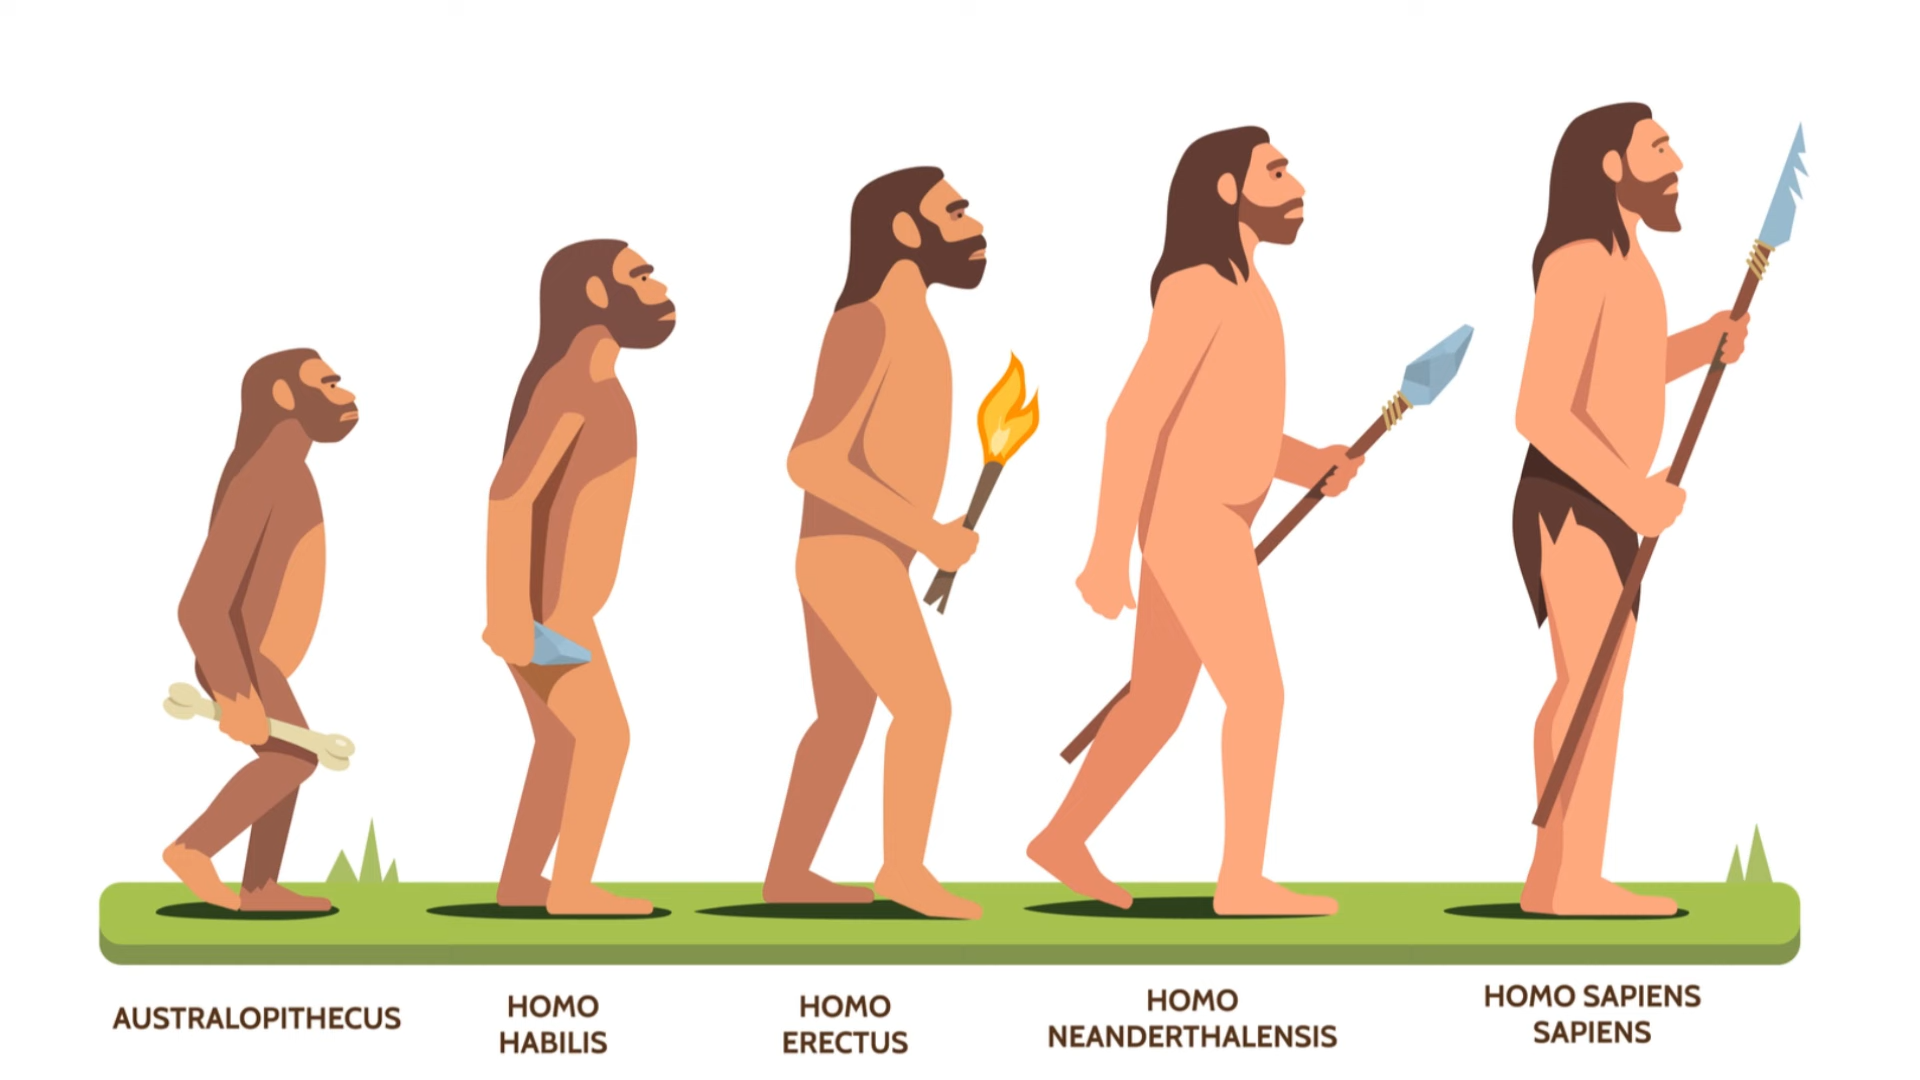 AUSTRALOPITHECUS
HOMO
HABILIS
HOMO
ERECTUS
HOMO
NEANDERTHALENSIS
HOMO SAPIENS
SAPIENS